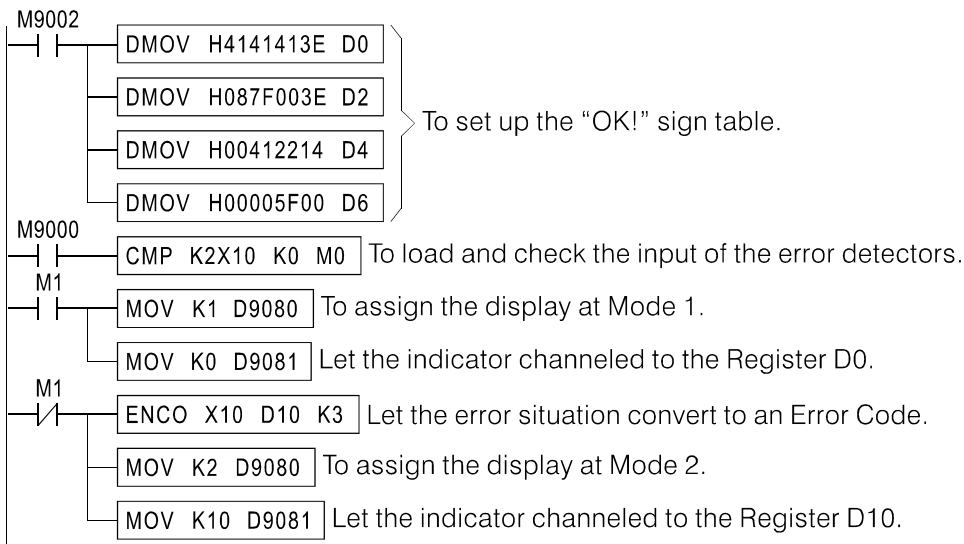 M9002
DMOV H4141413E D0
DMOV H087F003E D2
To set up the “OK!” sign table.
DMOV H00412214 D4
DMOV H00005F00 D6
M9000
CMP K2X10 K0 M0 To load and check the input of the error detectors.
M1
MOV K1 D9080 To assign the display at Mode 1.
MOV K0 D9081 Let the indicator channeled to the Register D0.
M1
ENCO X10 D10 K3 Let the error situation convert to an Error Code.
MOV K2 D9080 To assign the display at Mode 2.
MOV K10 D9081 Let the indicator channeled to the Register D10.